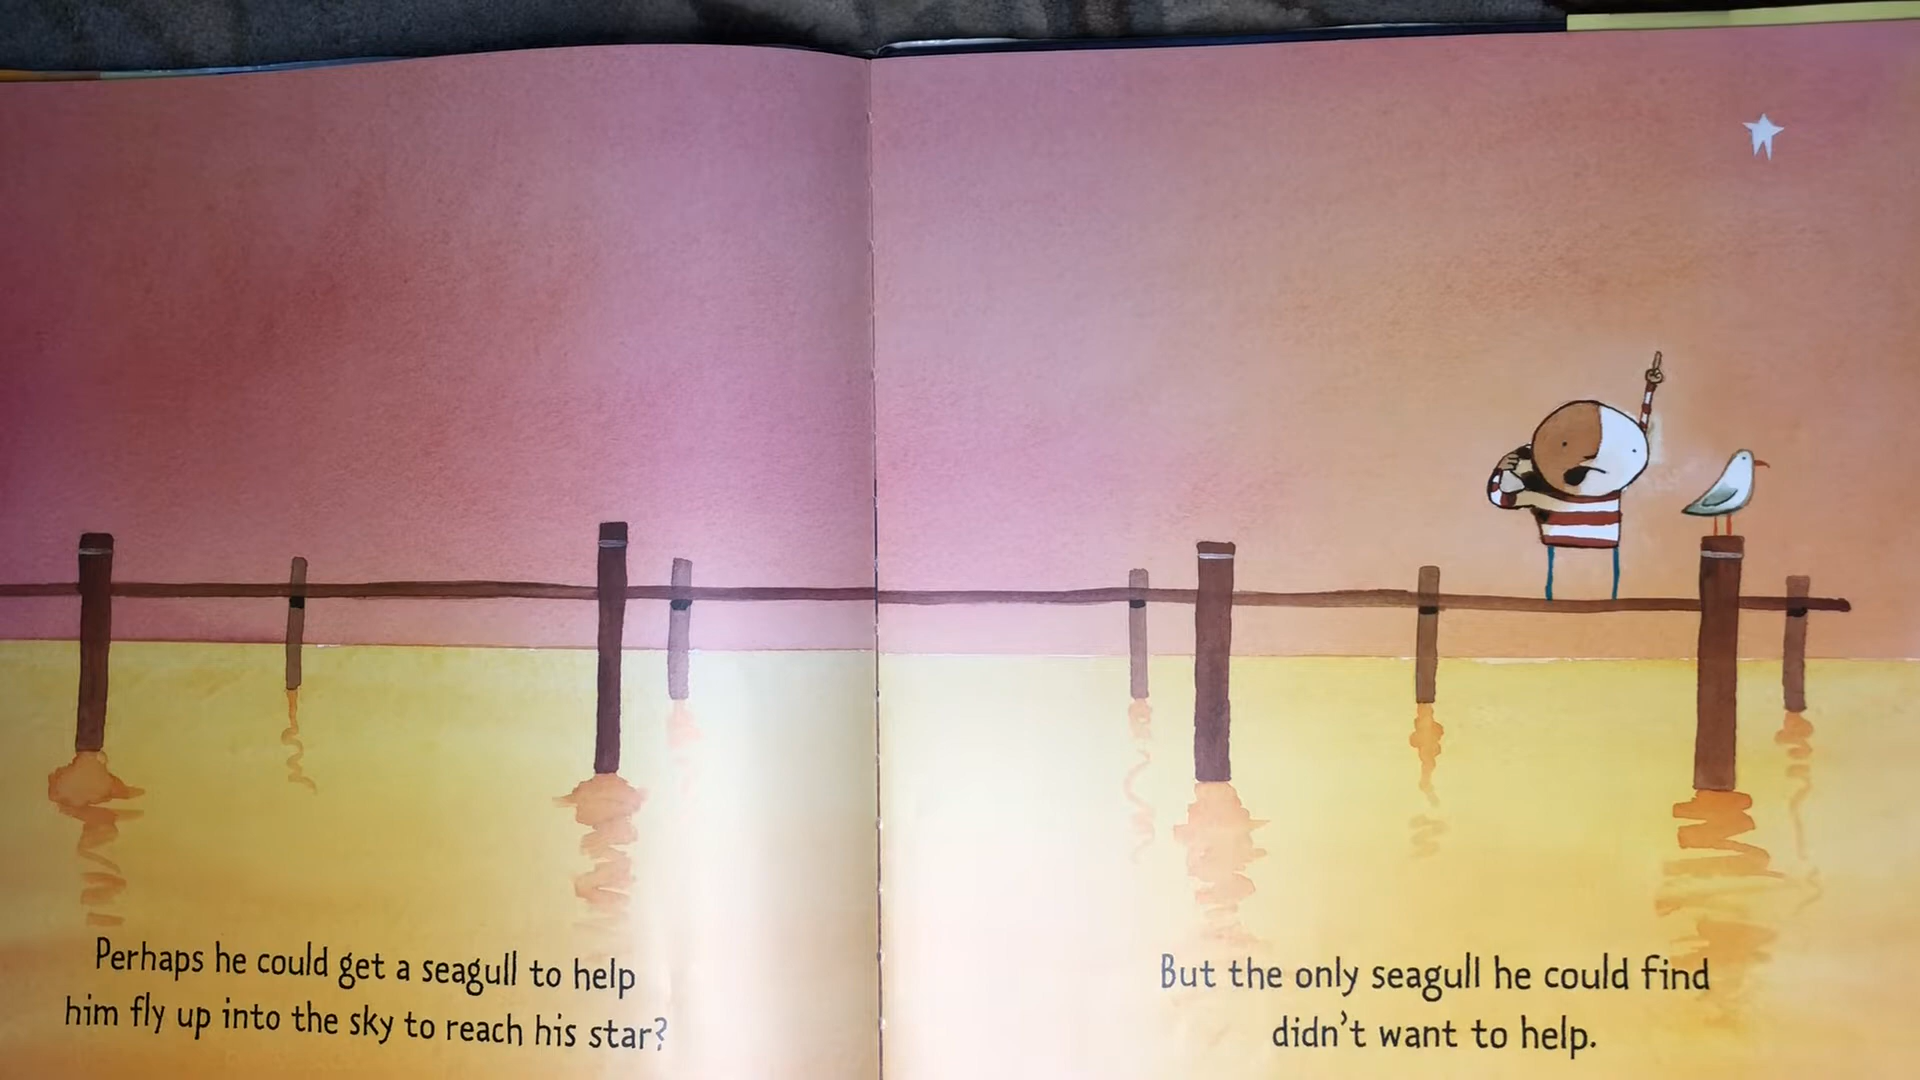 Perhaps he could get a seagull to help
him fly up into the sky to reach his star?
But the only seagull he could find
didn't want to help.